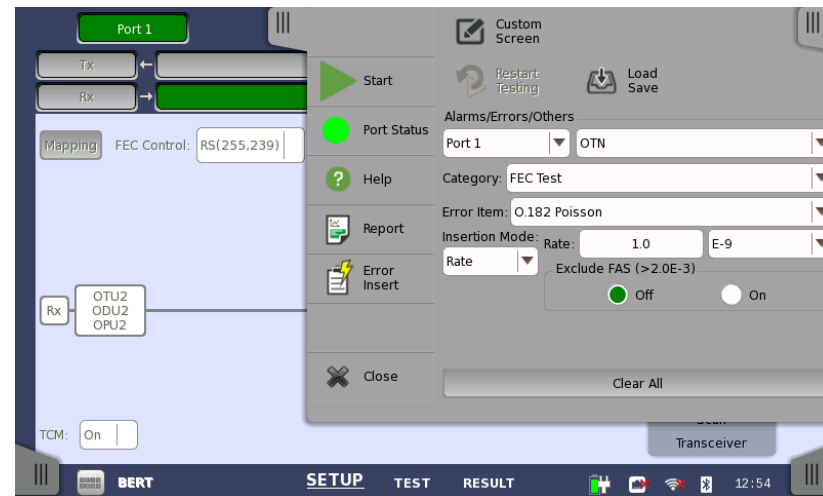 Port 1
Tx
Rx
Mapping FEC Control: RS(255,239)
Rx
OTU2
ODU2
OPU2
TCM: On
Start
Port Status
Help
Report
Error
Insert
Close
Custom
Screen
Restart
Testing
Load
Save
Alarms/Errors/Others
Port 1 OTN
Category: FEC Test
Error Item: O.182 Poisson
Insertion Mode: Rate: 1.0 E-9
Rate
Exclude FAS (>2.0E-3)
Off On
Clear All
Transceiver
BERT SETUP TEST RESULT 12:54